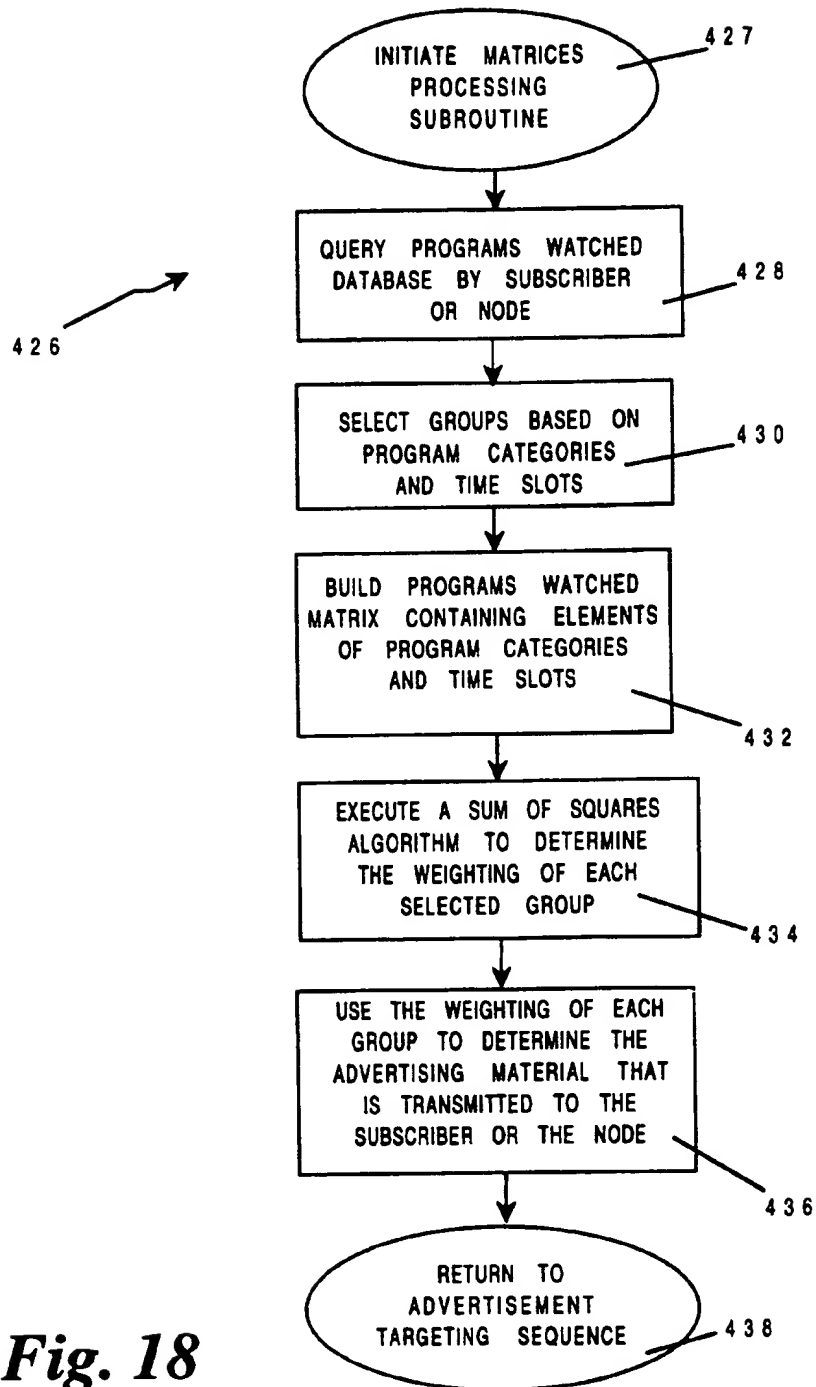 INITIATE MATRICES
PROCESSING
SUBROUTINE
427
QUERY PROGRAMS WATCHED
DATABASE BY SUBSCRIBER
OR NODE
428
426
SELECT GROUPS BASED ON
PROGRAM CATEGORIES
AND TIME SLOTS
430
BUILD PROGRAMS WATCHED
MATRIX CONTAINING ELEMENTS
OF PROGRAM CATEGORIES
AND TIME SLOTS
432
EXECUTE A SUM OF SQUARES
ALGORITHM TO DETERMINE
THE WEIGHTING OF EACH
SELECTED GROUP
434
USE THE WEIGHTING OF EACH
GROUP TO DETERMINE THE
ADVERTISING MATERIAL THAT
IS TRANSMITTED TO THE
SUBSCRIBER OR THE NODE
436
RETURN TO
ADVERTISEMENT
TARGETING SEQUENCE
438
Fig. 18